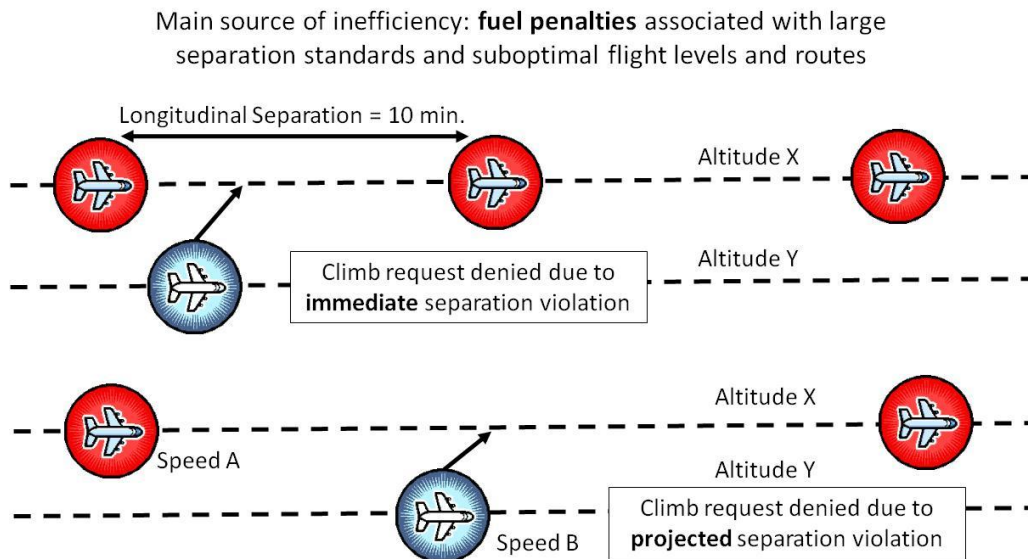 Main source of inefficiency: fuel penalties associated with large
separation standards and suboptimal flight levels and routes
Longitudinal Separation = 10 min.
Altitude X
Altitude Y
Climb request denied due to
immediate separation violation
Altitude X
Speed A
Altitude Y
Climb request denied due to
projected separation violation
Speed B